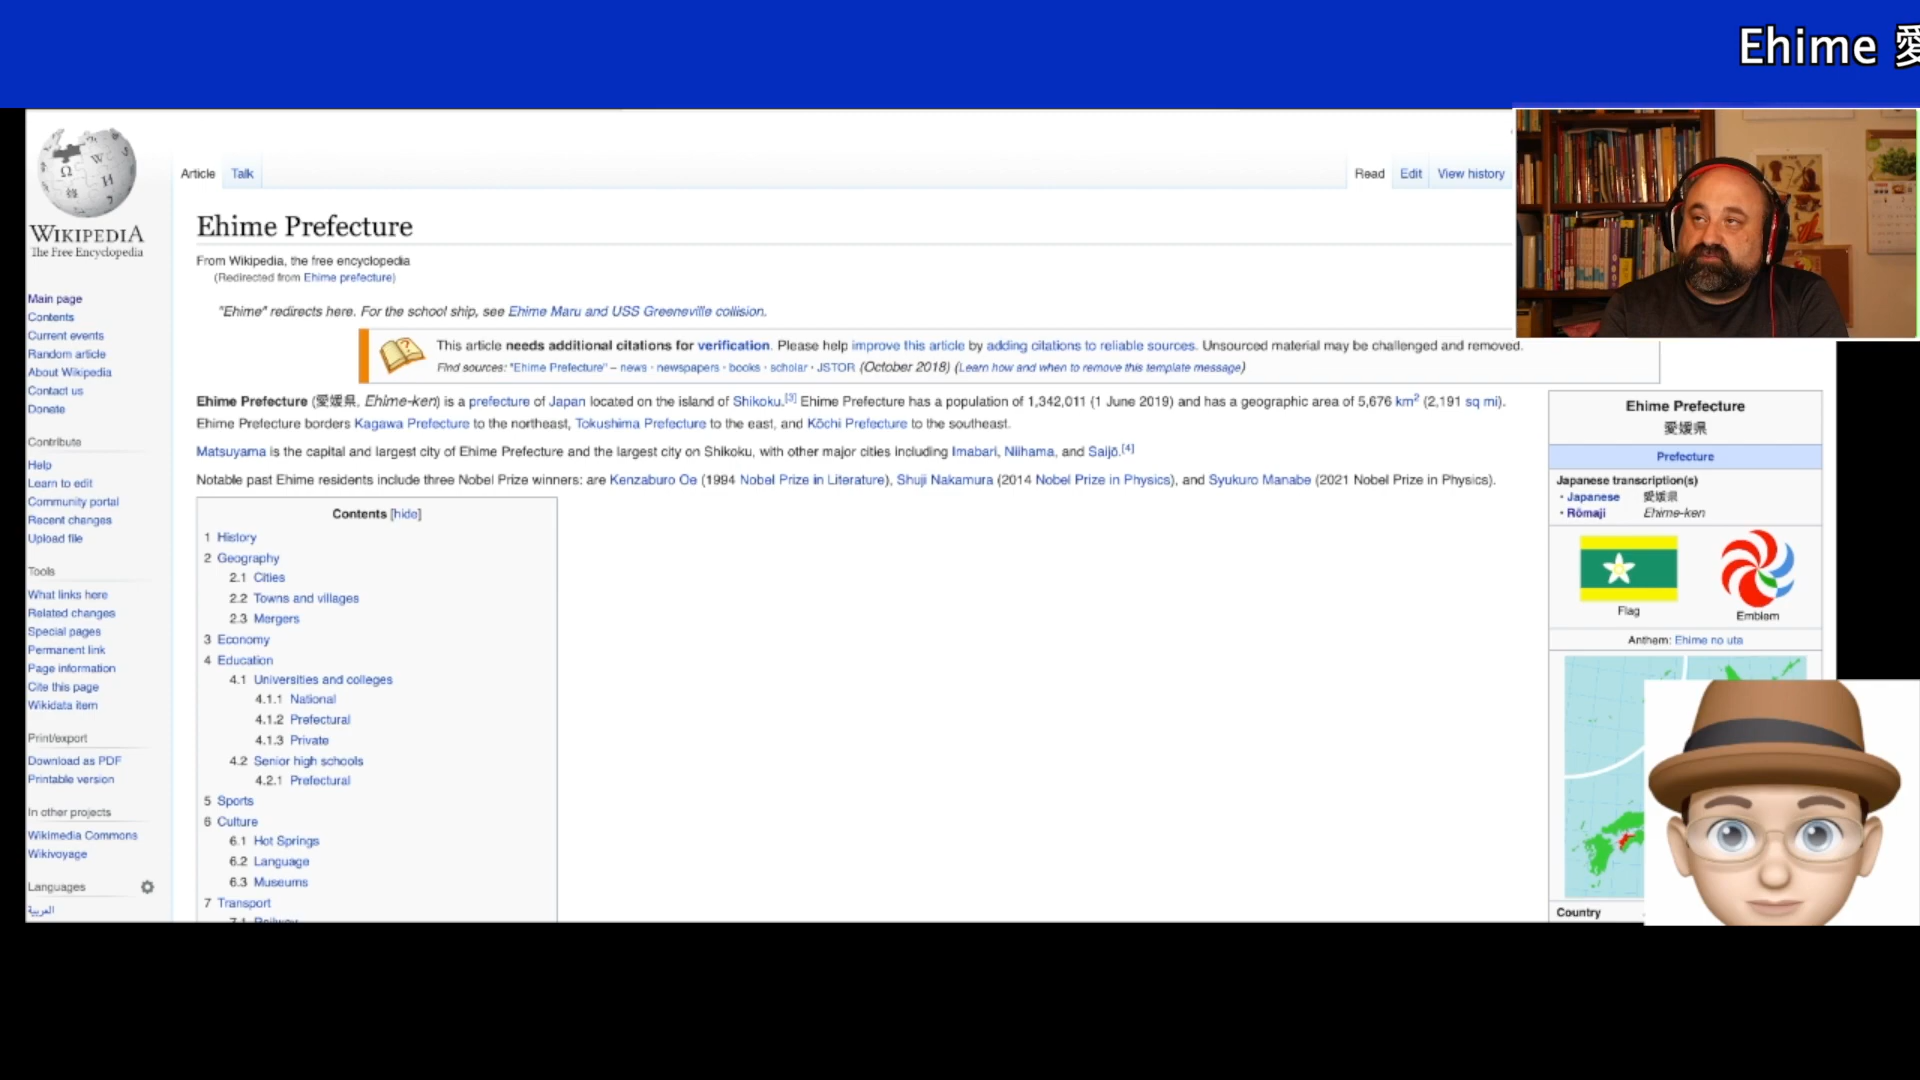 Ehime 愛
WIKIPEDIA
The Free Encyclopedia
Main page
Contents
Current events
Random article
About Wikipedia
Contact us
Donate
Contribute
Help
Learn to edit
Community portal
Recent changes
Upload file
Tools
What links here
Related changes
Special pages
Permanent link
Page information
Cite this page
Wikidata item
Print/export
Download as PDF
Printable version
In other projects
Wikimedia Commons
Wikivoyage
Languages
العربية
Article Talk
Read Edit View history
Ehime Prefecture
From Wikipedia, the free encyclopedia
(Redirected from Ehime prefecture)
"Ehime" redirects here. For the school ship, see Ehime Maru and USS Greeneville collision.
This article needs additional citations for verification. Please help improve this article by adding citations to reliable sources. Unsourced material may be challenged and removed.
Find sources: "Ehime Prefecture" – news · newspapers · books · scholar · JSTOR (October 2018) (Learn how and when to remove this template message)
Ehime Prefecture (愛媛県, Ehime-ken) is a prefecture of Japan located on the island of Shikoku.[3] Ehime Prefecture has a population of 1,342,011 (1 June 2019) and has a geographic area of 5,676 km2 (2,191 sq mi).
Ehime Prefecture borders Kagawa Prefecture to the northeast, Tokushima Prefecture to the east, and Kōchi Prefecture to the southeast.
Matsuyama is the capital and largest city of Ehime Prefecture and the largest city on Shikoku, with other major cities including Imabari, Niihama, and Saijō.[4]
Notable past Ehime residents include three Nobel Prize winners: are Kenzaburo Oe (1994 Nobel Prize in Literature), Shuji Nakamura (2014 Nobel Prize in Physics), and Syukuro Manabe (2021 Nobel Prize in Physics).
Contents [hide]
1 History
2 Geography
2.1 Cities
2.2 Towns and villages
2.3 Mergers
3 Economy
4 Education
4.1 Universities and colleges
4.1.1 National
4.1.2 Prefectural
4.1.3 Private
4.2 Senior high schools
4.2.1 Prefectural
5 Sports
6 Culture
6.1 Hot Springs
6.2 Language
6.3 Museums
7 Transport
7.1 Railway
Ehime Prefecture
愛媛県
Prefecture
Japanese transcription(s)
• Japanese 愛媛県
• Rōmaji Ehime-ken
Flag
Emblem
Anthem: Ehime no uta
Country